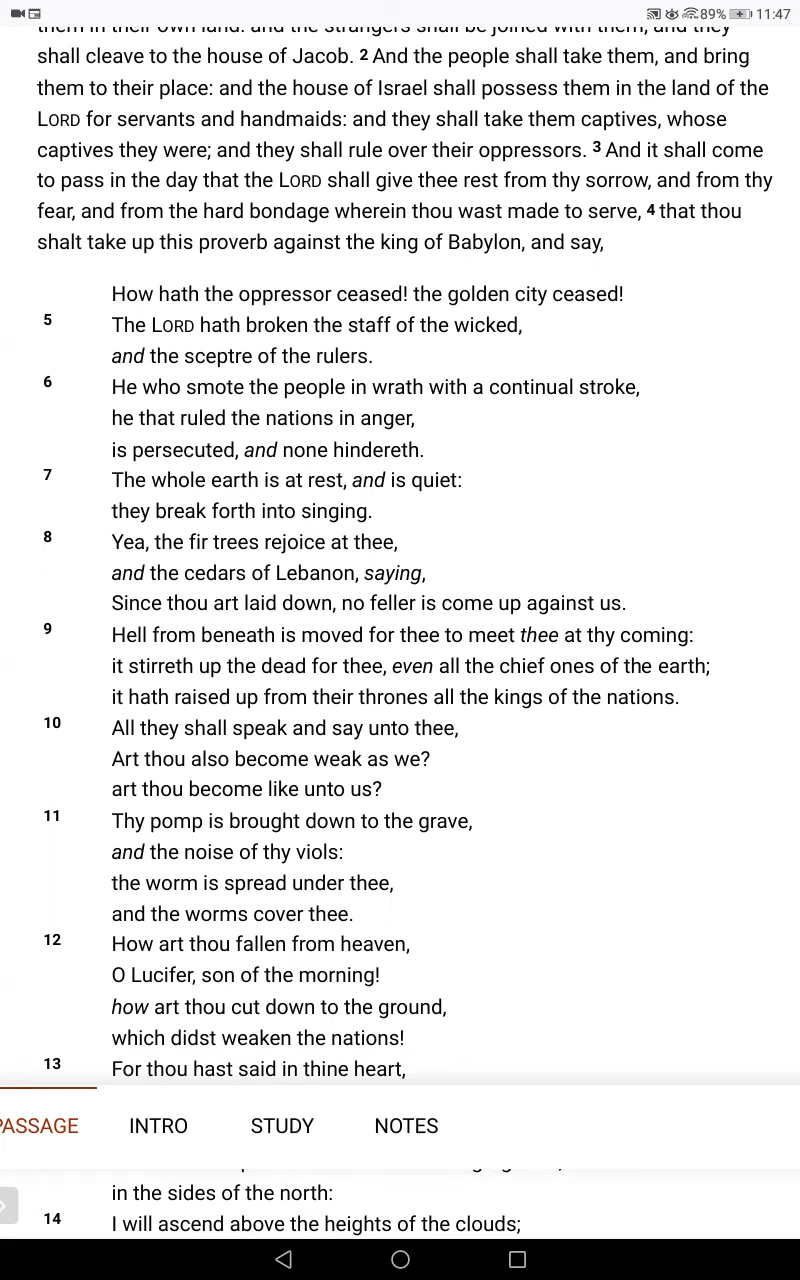 89% 11:47
them in their own land: and the strangers shall be joined with them, and they
shall cleave to the house of Jacob. 2 And the people shall take them, and bring
them to their place: and the house of Israel shall possess them in the land of the
LORD for servants and handmaids: and they shall take them captives, whose
captives they were; and they shall rule over their oppressors. 3 And it shall come
to pass in the day that the LORD shall give thee rest from thy sorrow, and from thy
fear, and from the hard bondage wherein thou wast made to serve, 4 that thou
shalt take up this proverb against the king of Babylon, and say,
How hath the oppressor ceased! the golden city ceased!
5 The LORD hath broken the staff of the wicked,
and the sceptre of the rulers.
6 He who smote the people in wrath with a continual stroke,
he that ruled the nations in anger,
is persecuted, and none hindereth.
7 The whole earth is at rest, and is quiet:
they break forth into singing.
8 Yea, the fir trees rejoice at thee,
and the cedars of Lebanon, saying,
Since thou art laid down, no feller is come up against us.
9 Hell from beneath is moved for thee to meet thee at thy coming:
it stirreth up the dead for thee, even all the chief ones of the earth;
it hath raised up from their thrones all the kings of the nations.
10 All they shall speak and say unto thee,
Art thou also become weak as we?
art thou become like unto us?
11 Thy pomp is brought down to the grave,
and the noise of thy viols:
the worm is spread under thee,
and the worms cover thee.
12 How art thou fallen from heaven,
O Lucifer, son of the morning!
how art thou cut down to the ground,
which didst weaken the nations!
13 For thou hast said in thine heart,
PASSAGE INTRO STUDY NOTES
in the sides of the north:
14 I will ascend above the heights of the clouds;